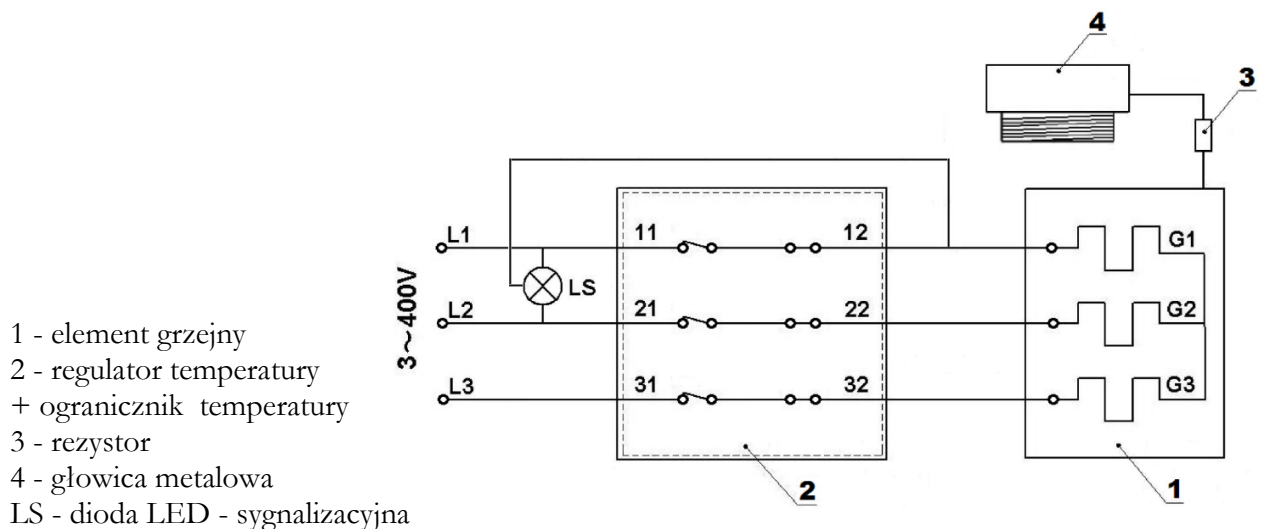 4
3
L1 11 12 G1
LS
3~400V
L2 21 22 G2
L3 31 32 G3
2
1
1 - element grzejny
2 - regulator temperatury
+ ogranicznik temperatury
3 - rezystor
4 - głowica metalowa
LS - dioda LED - sygnalizacyjna